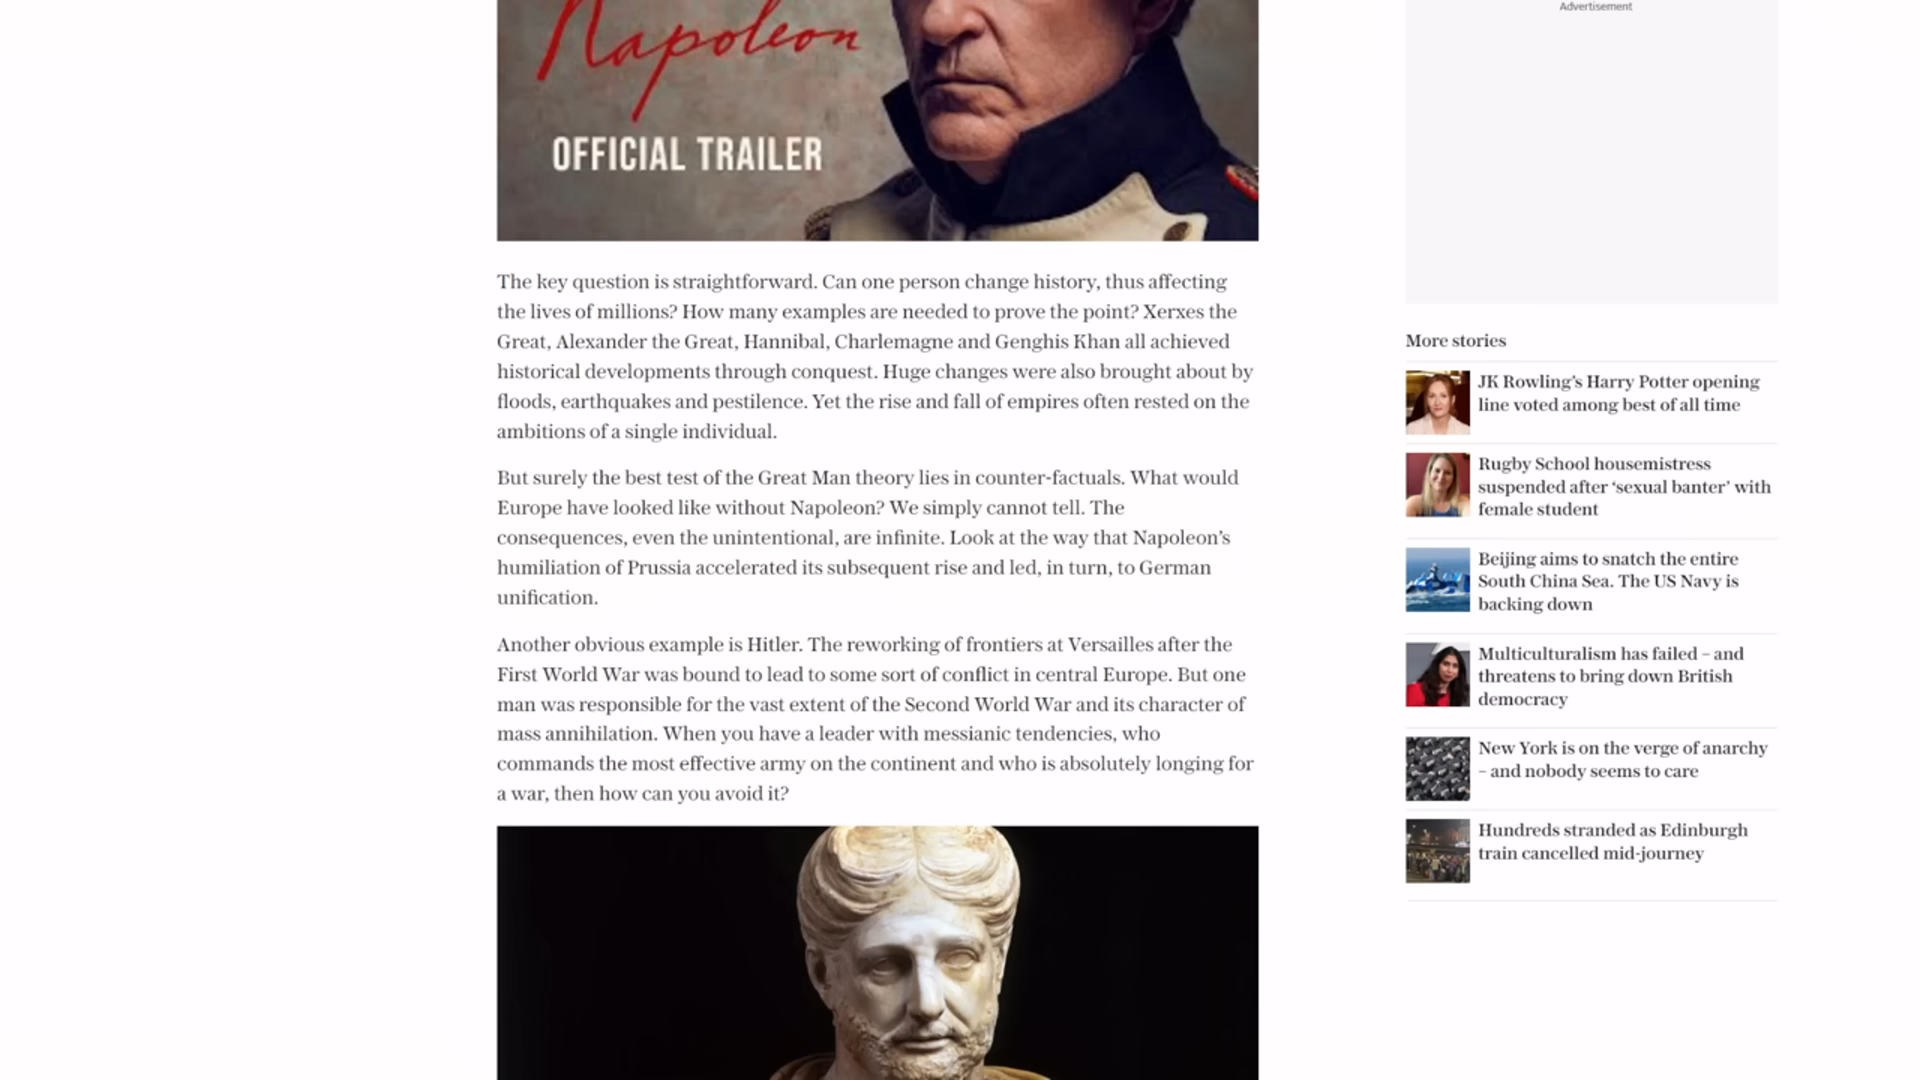 Napoleon
OFFICIAL TRAILER
The key question is straightforward. Can one person change history, thus affecting
the lives of millions? How many examples are needed to prove the point? Xerxes the
Great, Alexander the Great, Hannibal, Charlemagne and Genghis Khan all achieved
historical developments through conquest. Huge changes were also brought about by
floods, earthquakes and pestilence. Yet the rise and fall of empires often rested on the
ambitions of a single individual.
But surely the best test of the Great Man theory lies in counter-factuals. What would
Europe have looked like without Napoleon? We simply cannot tell. The
consequences, even the unintentional, are infinite. Look at the way that Napoleon’s
humiliation of Prussia accelerated its subsequent rise and led, in turn, to German
unification.
Another obvious example is Hitler. The reworking of frontiers at Versailles after the
First World War was bound to lead to some sort of conflict in central Europe. But one
man was responsible for the vast extent of the Second World War and its character of
mass annihilation. When you have a leader with messianic tendencies, who
commands the most effective army on the continent and who is absolutely longing for
a war, then how can you avoid it?
Advertisement
More stories
JK Rowling’s Harry Potter opening
line voted among best of all time
Rugby School housemistress
suspended after ‘sexual banter’ with
female student
Beijing aims to snatch the entire
South China Sea. The US Navy is
backing down
Multiculturalism has failed – and
threatens to bring down British
democracy
New York is on the verge of anarchy
– and nobody seems to care
Hundreds stranded as Edinburgh
train cancelled mid-journey